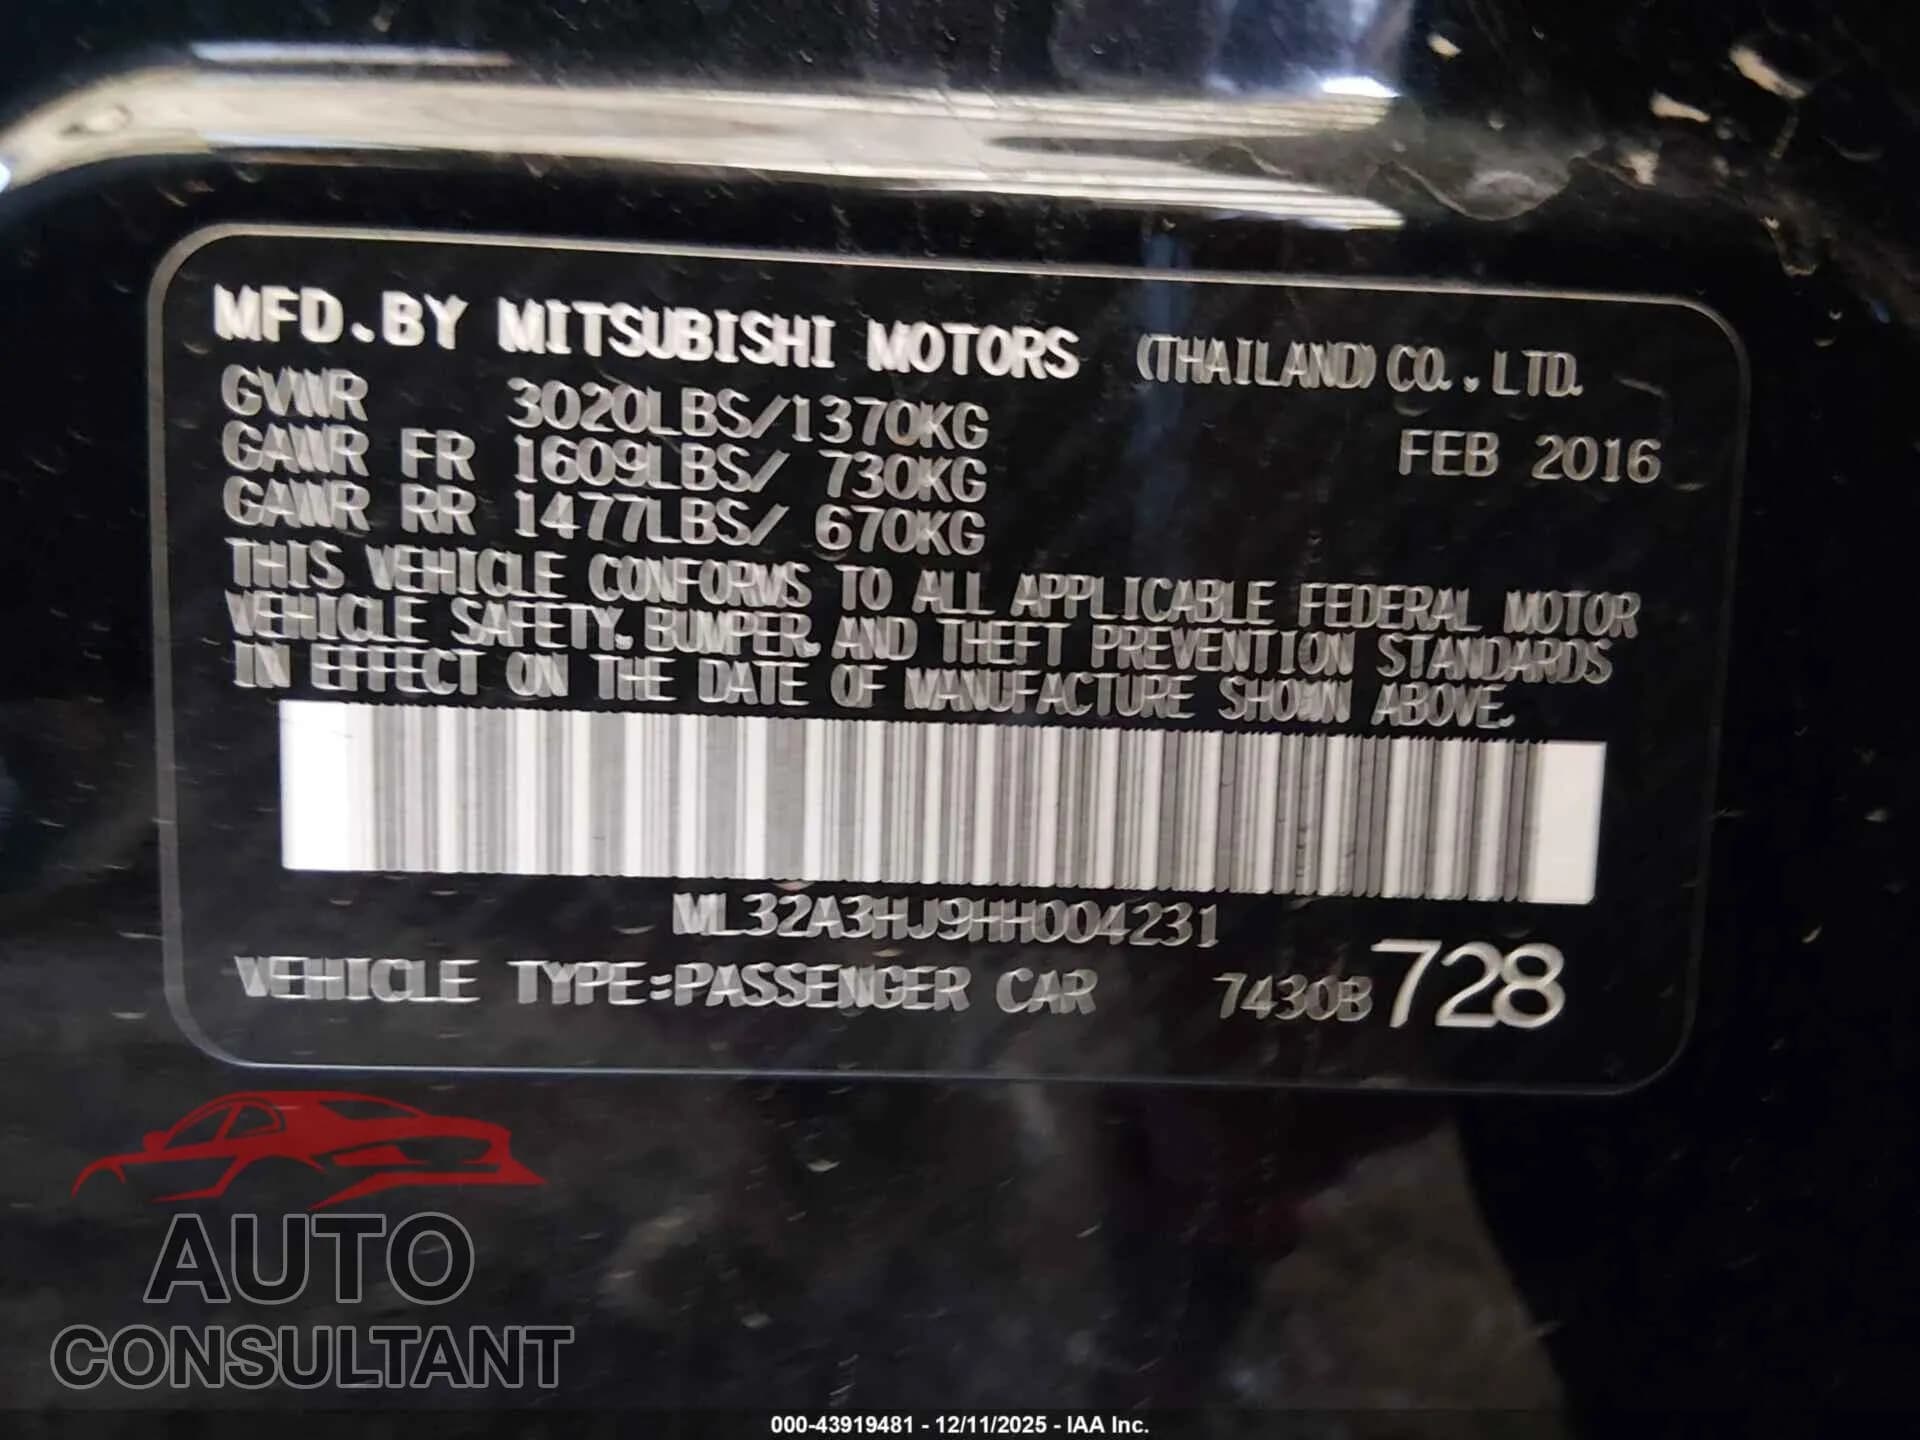 MFD.BY MITSUBISHI MOTORS (THAILAND) CO.,LTD.
GVWR 3020LBS/1370KG FEB 2016
GAWR FR 1609LBS/ 730KG
GAWR RR 1477LBS/ 670KG
THIS VEHICLE CONFORMS TO ALL APPLICABLE FEDERAL MOTOR
VEHICLE SAFETY, BUMPER, AND THEFT PREVENTION STANDARDS
IN EFFECT ON THE DATE OF MANUFACTURE SHOWN ABOVE.
ML32A3HJ9HH004231
VEHICLE TYPE:PASSENGER CAR 7430B728
AUTO
CONSULTANT
000-43919481 - 12/11/2025 - IAA Inc.